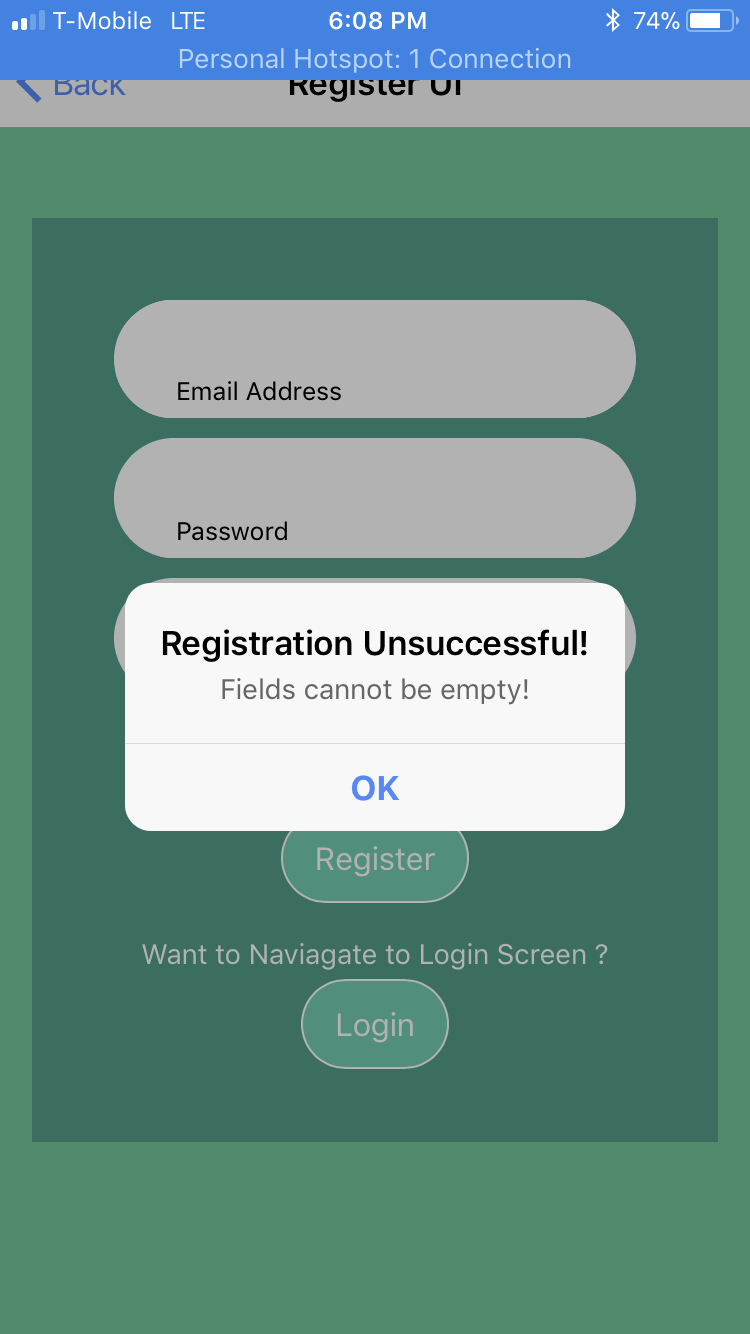 T-Mobile LTE 6:08 PM 74%
Personal Hotspot: 1 Connection
Back Register UI
Email Address
Password
Registration Unsuccessful!
Fields cannot be empty!
OK
Register
Want to Naviagate to Login Screen ?
Login